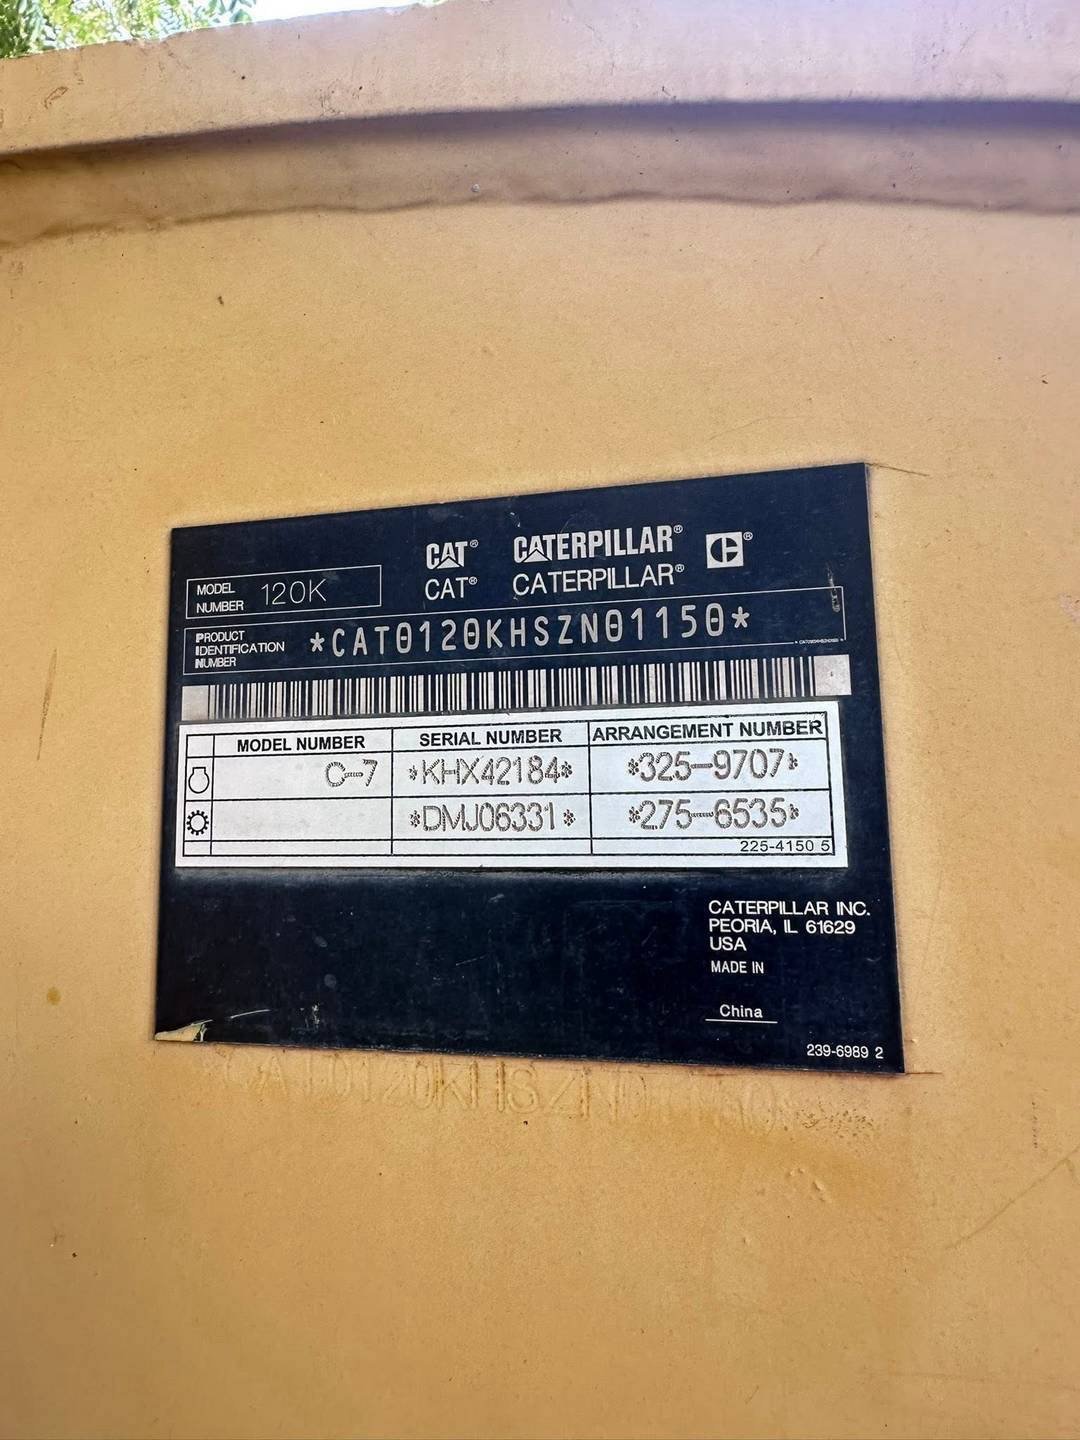 CAT® CATERPILLAR®
CAT® CATERPILLAR®
MODEL NUMBER 120K
PRODUCT IDENTIFICATION NUMBER *CAT0120KHSZN01150*
MODEL NUMBER SERIAL NUMBER ARRANGEMENT NUMBER
C-7 *KHX42184* *325-9707*
*DMJ06331* *275-6535*
225-4150 5
CATERPILLAR INC.
PEORIA, IL 61629
USA
MADE IN
China
239-6989 2
CAT0120KHSZN01150